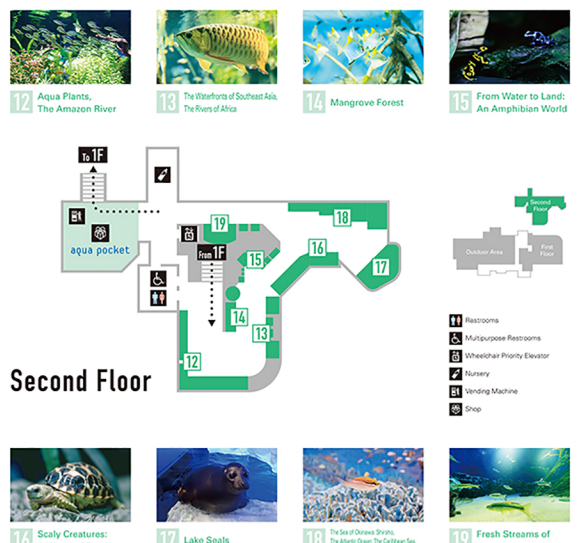 12 Aqua Plants,
The Amazon River
13 The Waterfronts of Southeast Asia,
The Rivers of Africa
14 Mangrove Forest
15 From Water to Land:
An Amphibian World
To 1F
aqua pocket
From 1F
19
18
16
15
17
14
13
12
Second
Floor
Outdoor Area
First
Floor
Restrooms
Multipurpose Restrooms
Wheelchair Priority Elevator
Nursery
Vending Machine
Shop
Second Floor
16 Scaly Creatures:
17 Lake Seals
18 The Sea of Okinawa: Shiraho,
The Atlantic Ocean: The Caribbean Sea
19 Fresh Streams of